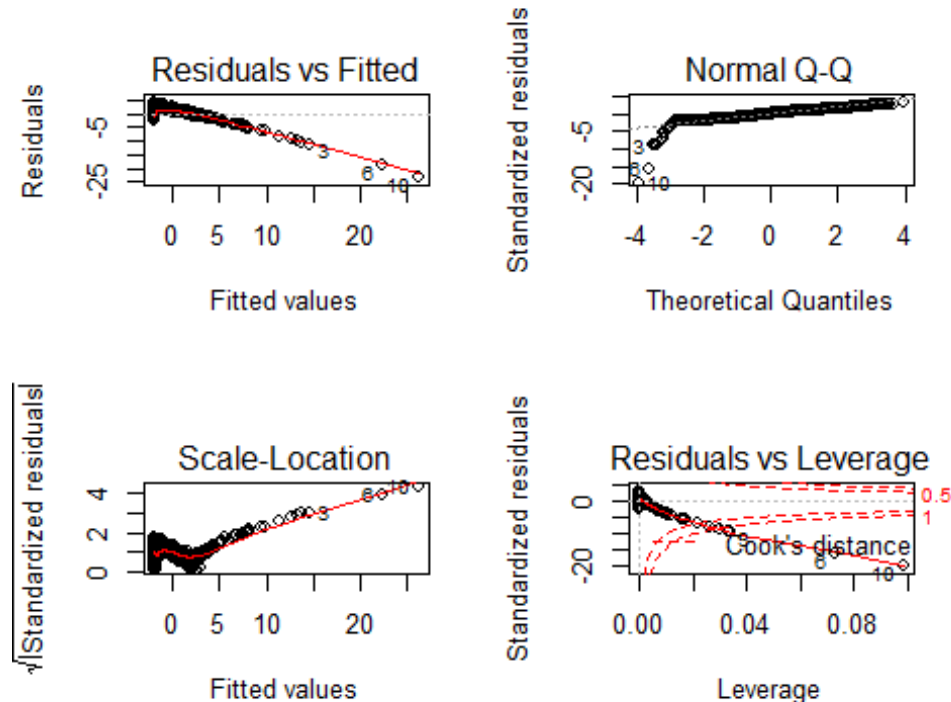 Residuals vs Fitted
Residuals
-5
-25
3
6
10
0 5 10 20
Fitted values
Normal Q-Q
Standardized residuals
-5
-20
3
6
10
-4 -2 0 2 4
Theoretical Quantiles
Scale-Location
√|Standardized residuals|
4
2
0
6
10
3
0 5 10 20
Fitted values
Residuals vs Leverage
Standardized residuals
0
-20
0.5
1
Cook's distance
6
10
0.00 0.04 0.08
Leverage